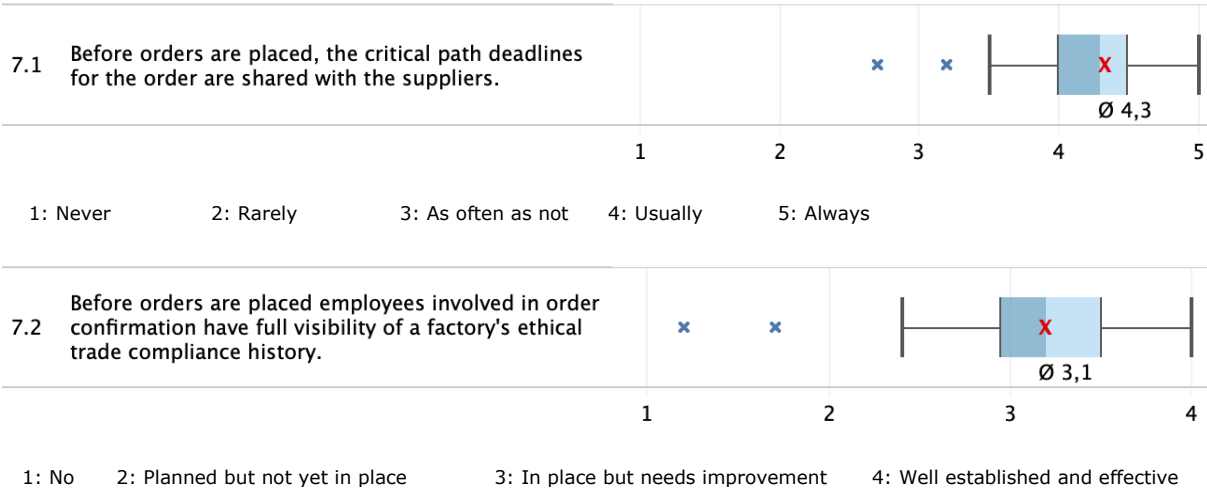 7.1 Before orders are placed, the critical path deadlines
for the order are shared with the suppliers.
Ø 4,3
1 2 3 4 5
1: Never 2: Rarely 3: As often as not 4: Usually 5: Always
7.2 Before orders are placed employees involved in order
confirmation have full visibility of a factory's ethical
trade compliance history.
Ø 3,1
1 2 3 4
1: No 2: Planned but not yet in place 3: In place but needs improvement 4: Well established and effective